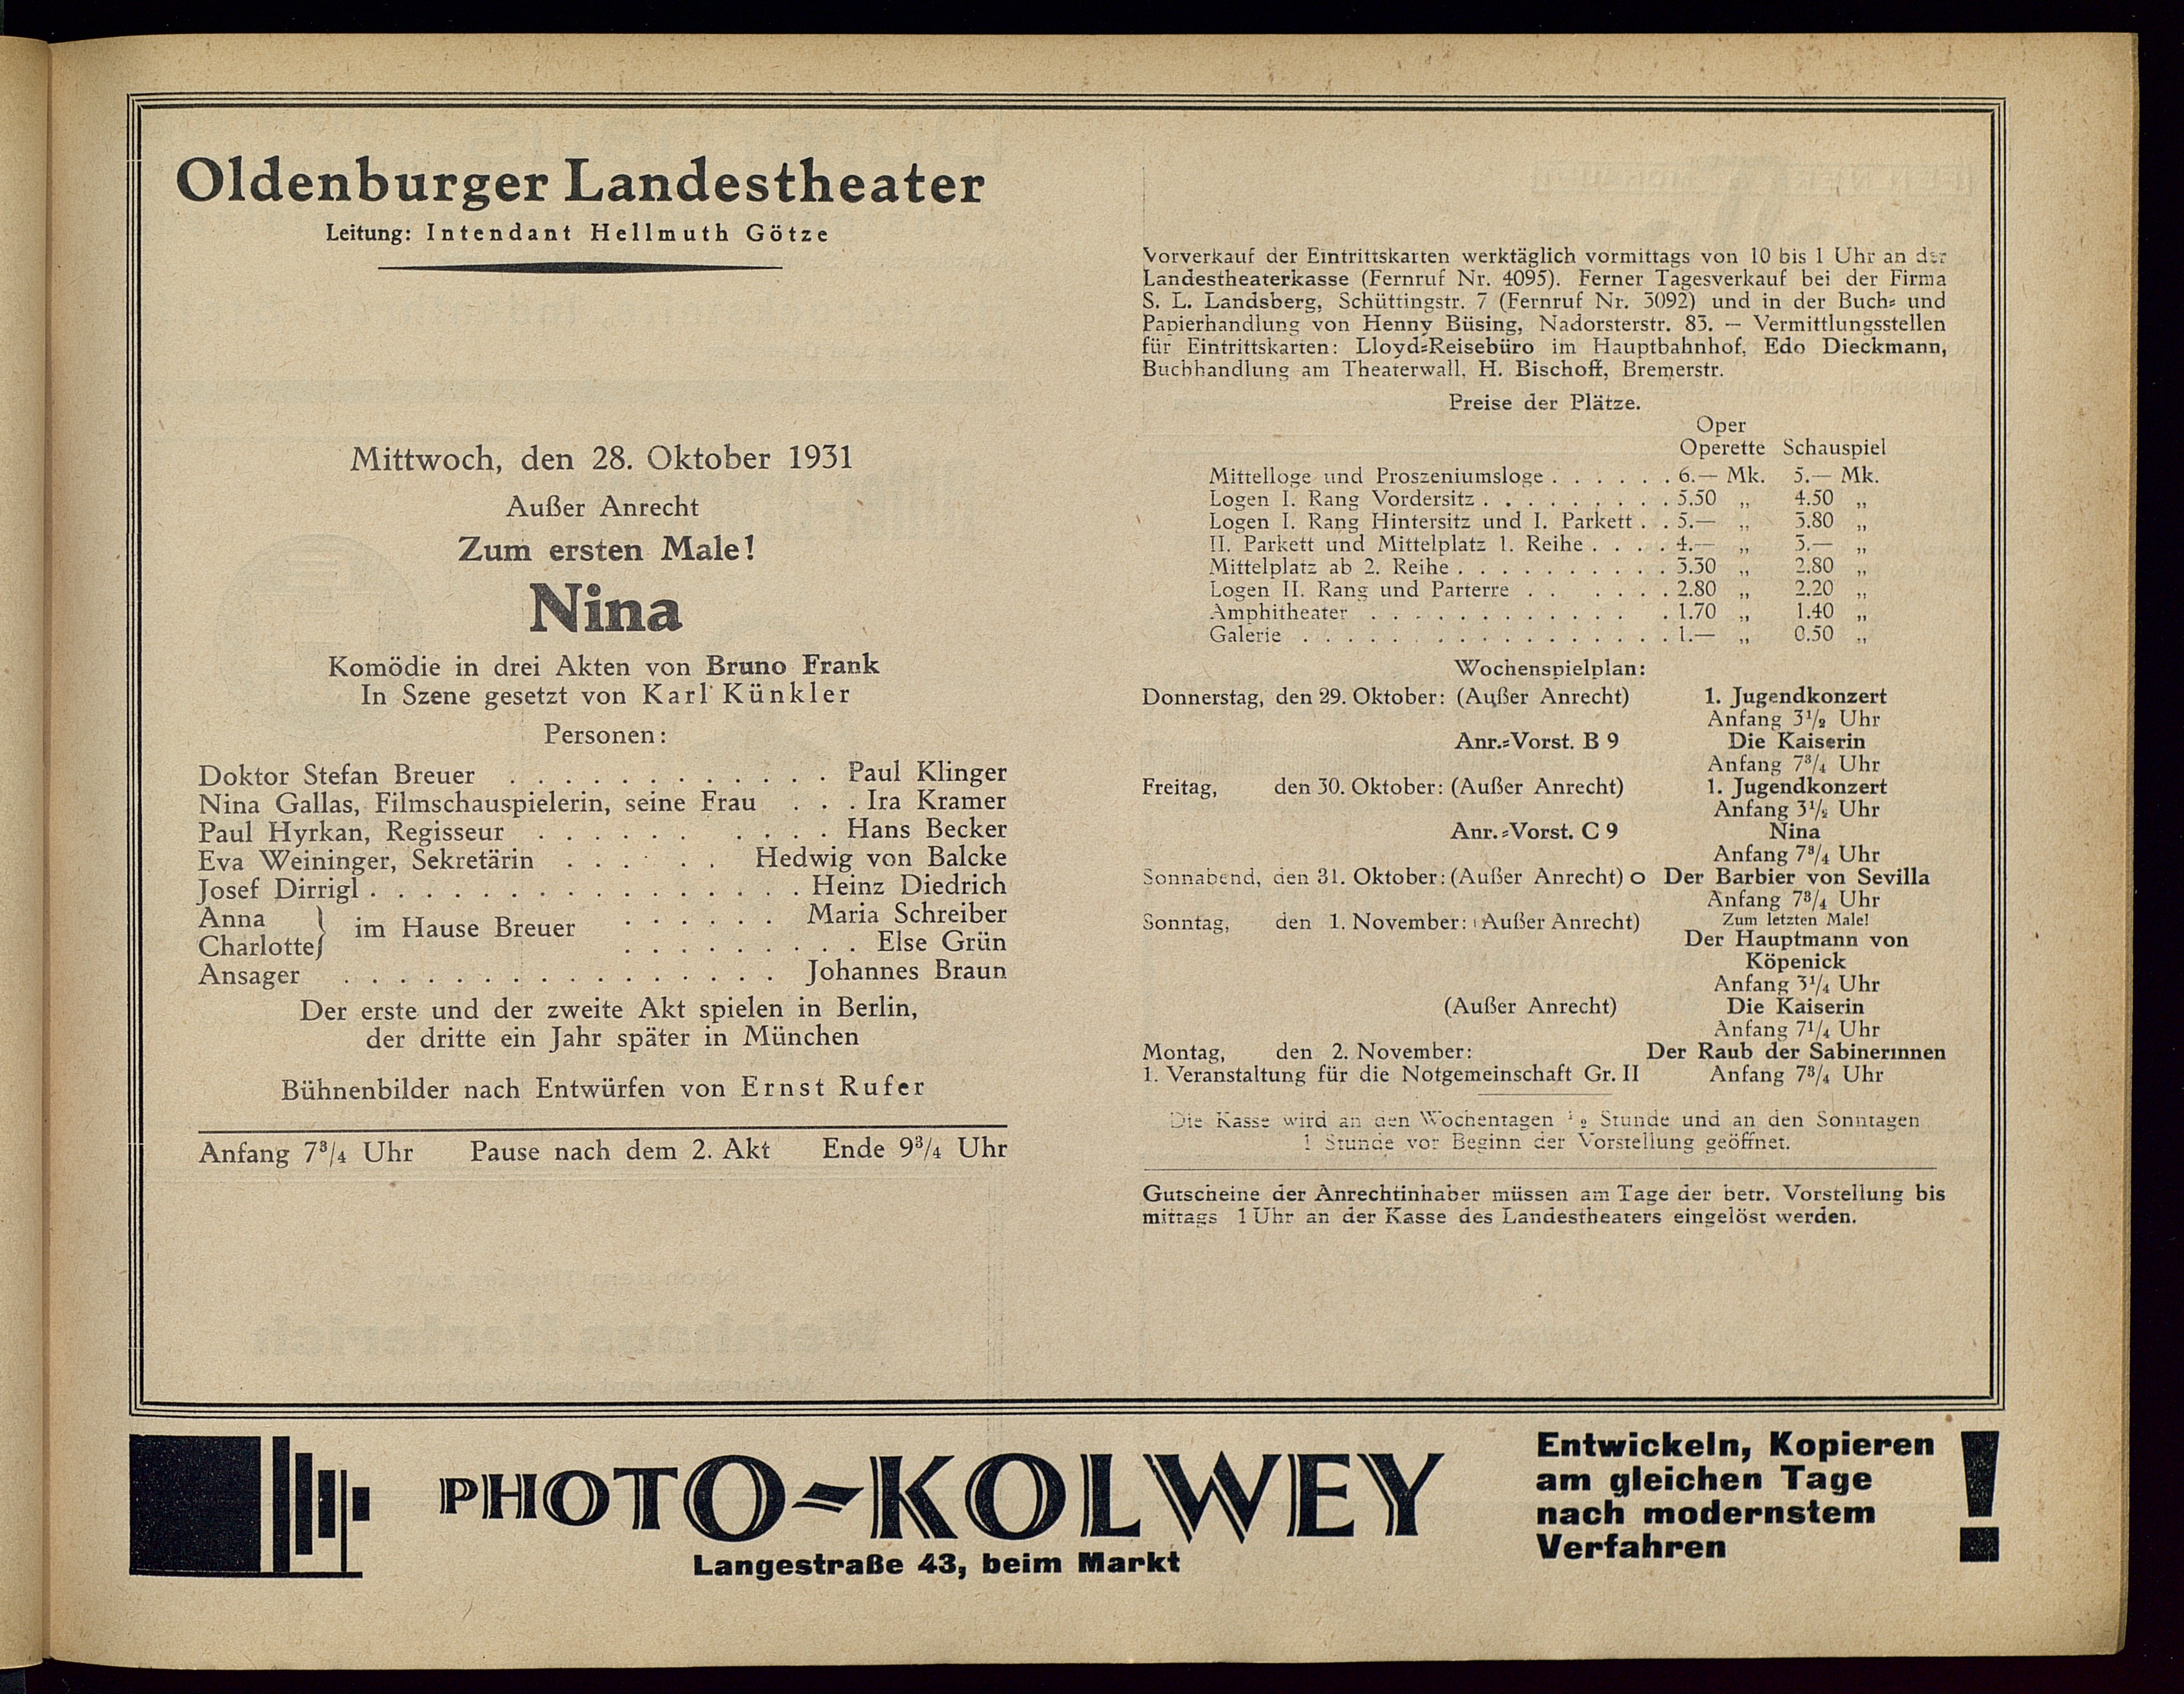 Oldenburger Landestheater
Leitung: Intendant Hellmuth Götze
Mittwoch, den 28. Oktober 1931
Außer Anrecht
Zum ersten Male!
Nina
Komödie in drei Akten von Bruno Frank
In Szene gesetzt von Karl Künkler
Personen:
Doktor Stefan Breuer . . . . . . . . . . . . Paul Klinger
Nina Gallas, Filmschauspielerin, seine Frau . . . Ira Kramer
Paul Hyrkan, Regisseur . . . . . . . . . . Hans Becker
Eva Weininger, Sekretärin . . . . . . Hedwig von Balcke
Josef Dirrigl . . . . . . . . . . . . . . . . Heinz Diedrich
Anna } im Hause Breuer . . . . . . Maria Schreiber
Charlotte } . . . . . . . . . Else Grün
Ansager . . . . . . . . . . . . . . . . Johannes Braun
Der erste und der zweite Akt spielen in Berlin,
der dritte ein Jahr später in München
Bühnenbilder nach Entwürfen von Ernst Rufer
Anfang 7³/₄ Uhr Pause nach dem 2. Akt Ende 9³/₄ Uhr
Vorverkauf der Eintrittskarten werktäglich vormittags von 10 bis 1 Uhr an der
Landestheaterkasse (Fernruf Nr. 4095). Ferner Tagesverkauf bei der Firma
S. L. Landsberg, Schüttingstr. 7 (Fernruf Nr. 3092) und in der Buch- und
Papierhandlung von Henny Büsing, Nadorsterstr. 83. — Vermittlungsstellen
für Eintrittskarten: Lloyd-Reisebüro im Hauptbahnhof, Edo Dieckmann,
Buchhandlung am Theaterwall, H. Bischoff, Bremerstr.
Preise der Plätze.
Oper
Operette Schauspiel
Mittelloge und Proszeniumsloge . . . . . . 6.— Mk. 5.— Mk.
Logen I. Rang Vordersitz . . . . . . . . . 5.50 „ 4.50 „
Logen I. Rang Hintersitz und I. Parkett . . 5.— „ 3.80 „
II. Parkett und Mittelplatz 1. Reihe . . . . 4.— „ 3.— „
Mittelplatz ab 2. Reihe . . . . . . . . . . 3.30 „ 2.80 „
Logen II. Rang und Parterre . . . . . . 2.80 „ 2.20 „
Amphitheater . . . . . . . . . . . . . 1.70 „ 1.40 „
Galerie . . . . . . . . . . . . . . . . . 1.— „ 0.50 „
Wochenspielplan:
Donnerstag, den 29. Oktober: (Außer Anrecht) 1. Jugendkonzert
Anfang 3¹/₂ Uhr
Anr.-Vorst. B 9 Die Kaiserin
Anfang 7³/₄ Uhr
Freitag, den 30. Oktober: (Außer Anrecht) 1. Jugendkonzert
Anfang 3¹/₂ Uhr
Anr.-Vorst. C 9 Nina
Anfang 7³/₄ Uhr
Sonnabend, den 31. Oktober: (Außer Anrecht) o Der Barbier von Sevilla
Anfang 7³/₄ Uhr
Sonntag, den 1. November: (Außer Anrecht) Zum letzten Male!
Der Hauptmann von
Köpenick
Anfang 3¹/₄ Uhr
(Außer Anrecht) Die Kaiserin
Anfang 7¹/₄ Uhr
Montag, den 2. November: Der Raub der Sabinerinnen
1. Veranstaltung für die Notgemeinschaft Gr. II Anfang 7³/₄ Uhr
Die Kasse wird an den Wochentagen ¹/₂ Stunde und an den Sonntagen
1 Stunde vor Beginn der Vorstellung geöffnet.
Gutscheine der Anrechtinhaber müssen am Tage der betr. Vorstellung bis
mittags 1 Uhr an der Kasse des Landestheaters eingelöst werden.
PHOTO-KOLWEY
Langestraße 43, beim Markt
Entwickeln, Kopieren
am gleichen Tage
nach modernstem
Verfahren !